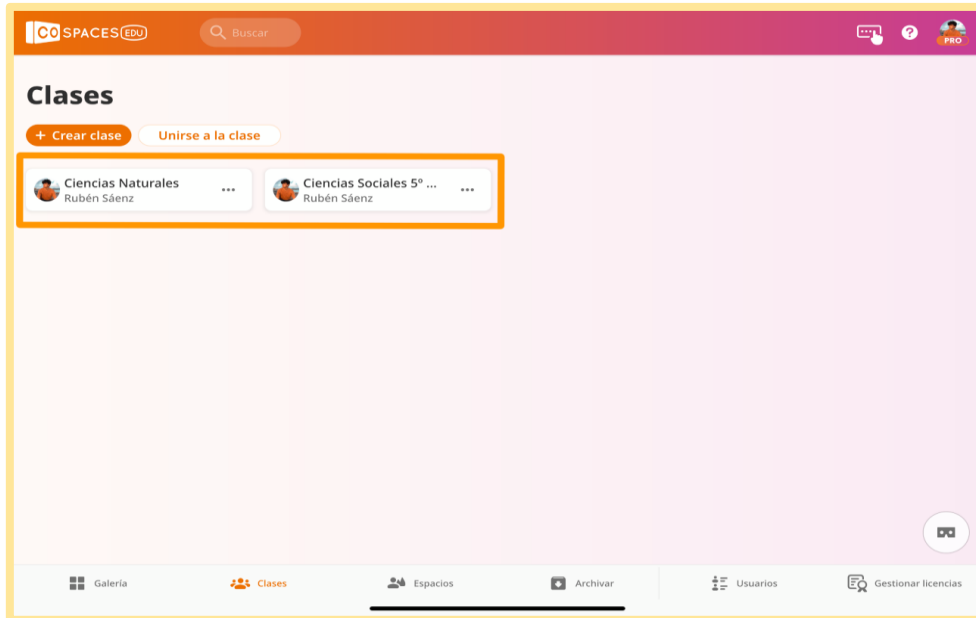 CO SPACES EDU
Buscar
PRO
Clases
+ Crear clase
Unirse a la clase
Ciencias Naturales
Rubén Sáenz
Ciencias Sociales 5º ...
Rubén Sáenz
Galería
Clases
Espacios
Archivar
Usuarios
Gestionar licencias